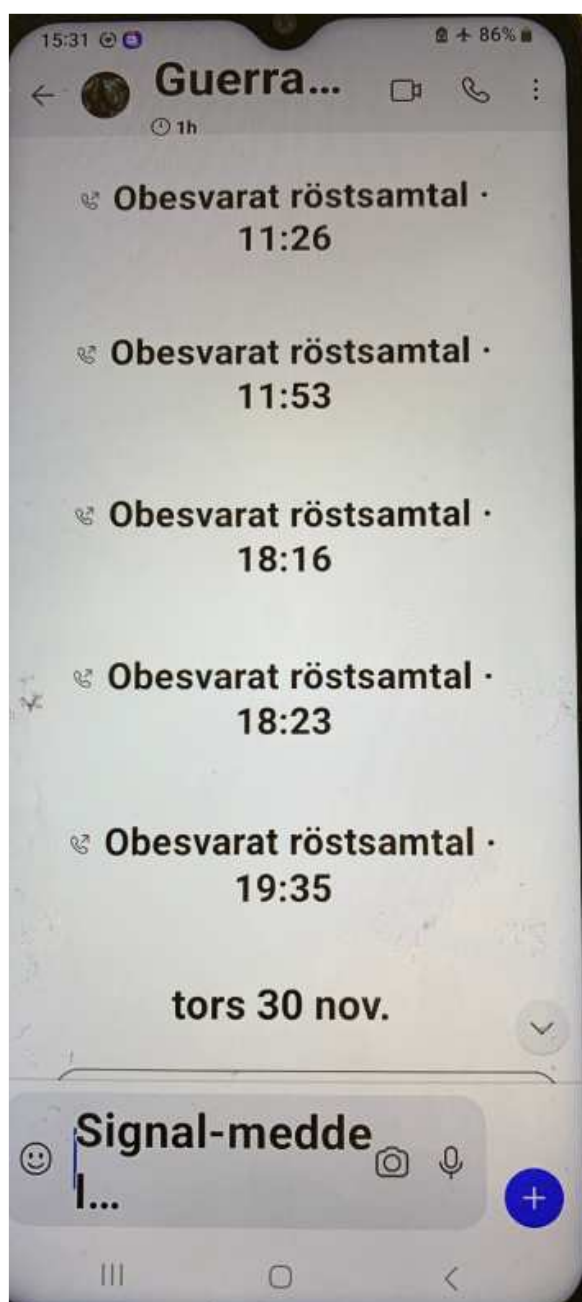 15:31 86%
Guerra...
1h
Obesvarat röstsamtal ·
11:26
Obesvarat röstsamtal ·
11:53
Obesvarat röstsamtal ·
18:16
Obesvarat röstsamtal ·
18:23
Obesvarat röstsamtal ·
19:35
tors 30 nov.
Signal-medde
l...